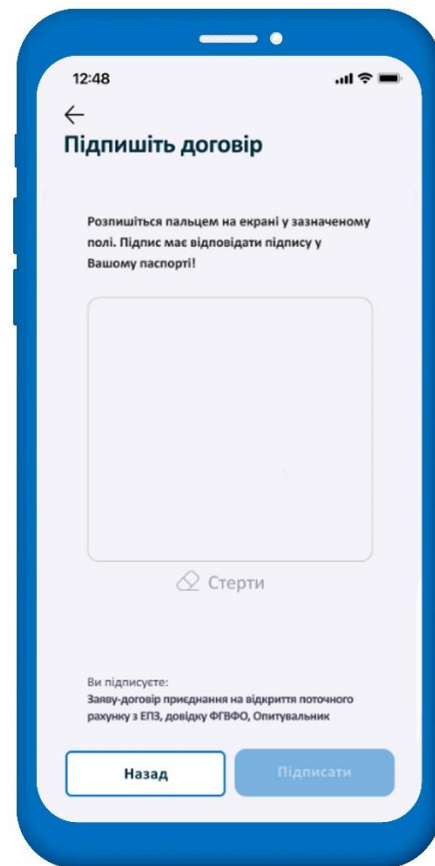 12:48
Підпишіть договір
Розпишіться пальцем на екрані у зазначеному
полі. Підпис має відповідати підпису у
Вашому паспорті!
Стерти
Ви підписуєте:
Заяву-договір приєднання на відкриття поточного
рахунку з ЕПЗ, довідку ФГВФО, Опитувальник
Назад
Підписати